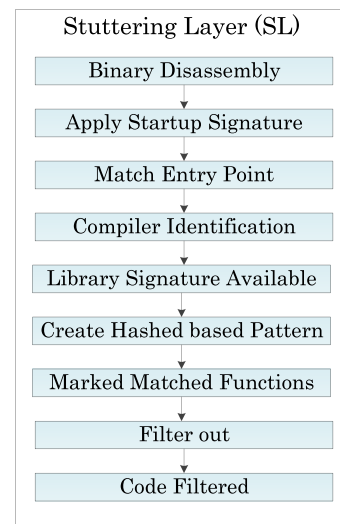 Stuttering Layer (SL)
Binary Disassembly
Apply Startup Signature
Match Entry Point
Compiler Identification
Library Signature Available
Create Hashed based Pattern
Marked Matched Functions
Filter out
Code Filtered